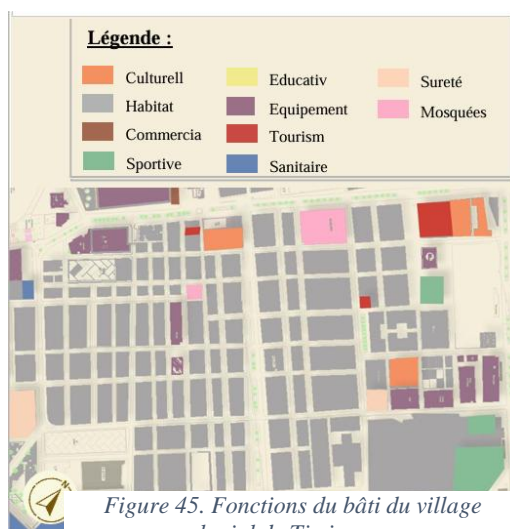 Légende :
Culturell
Educativ
Sureté
Habitat
Equipement
Mosquées
Commercia
Tourism
Sportive
Sanitaire
Figure 45. Fonctions du bâti du village